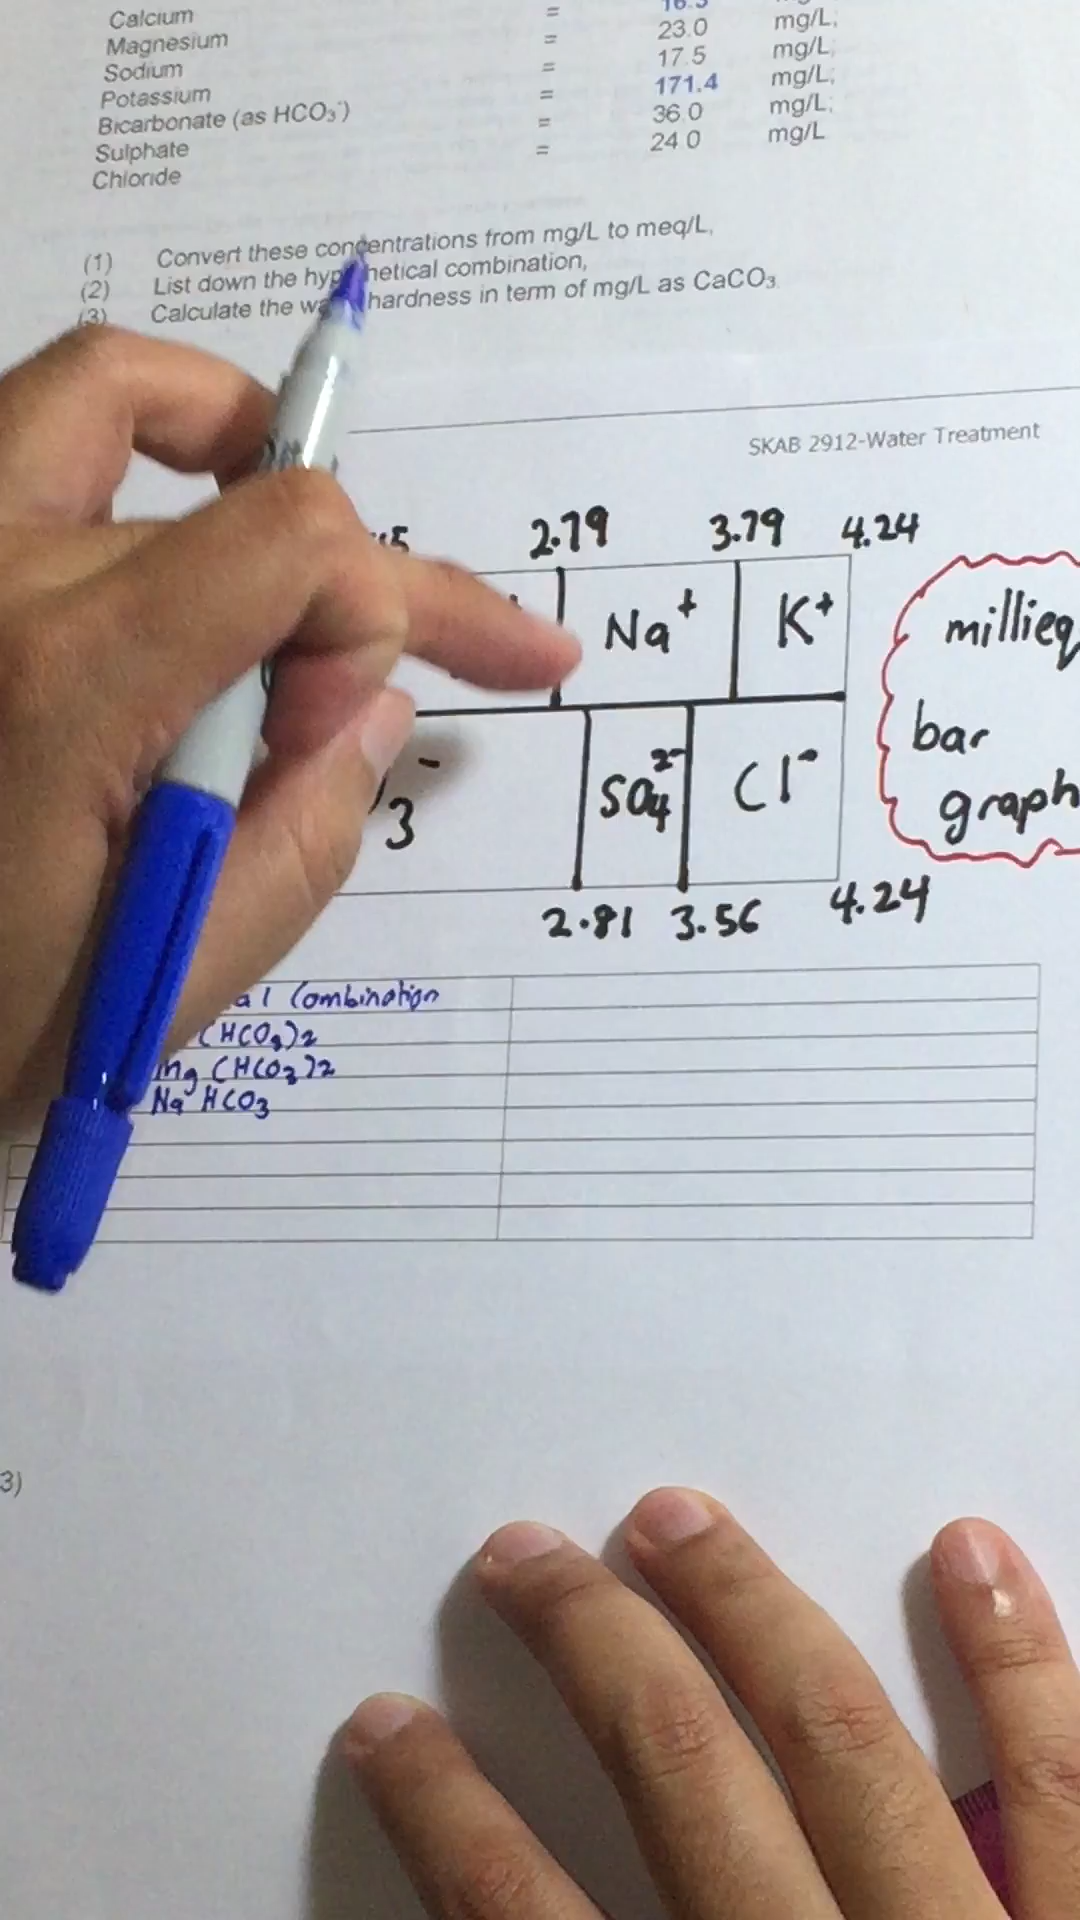 Calcium = 16.3 mg/L;
Magnesium = 23.0 mg/L;
Sodium = 17.5 mg/L;
Potassium = 171.4 mg/L;
Bicarbonate (as HCO₃⁻) = 36.0 mg/L;
Sulphate = 24.0 mg/L
Chloride
(1) Convert these concentrations from mg/L to meq/L,
(2) List down the combination,
(3) Calculate the hardness in term of mg/L as CaCO₃.
SKAB 2912-Water Treatment
2.79 3.79 4.24
Na⁺ K⁺
3⁻ SO₄²⁻ Cl⁻
2.81 3.56 4.24
bar
graph
Combination
(HCO₃)₂
Mg (HCO₃)₂
Na HCO₃
3)